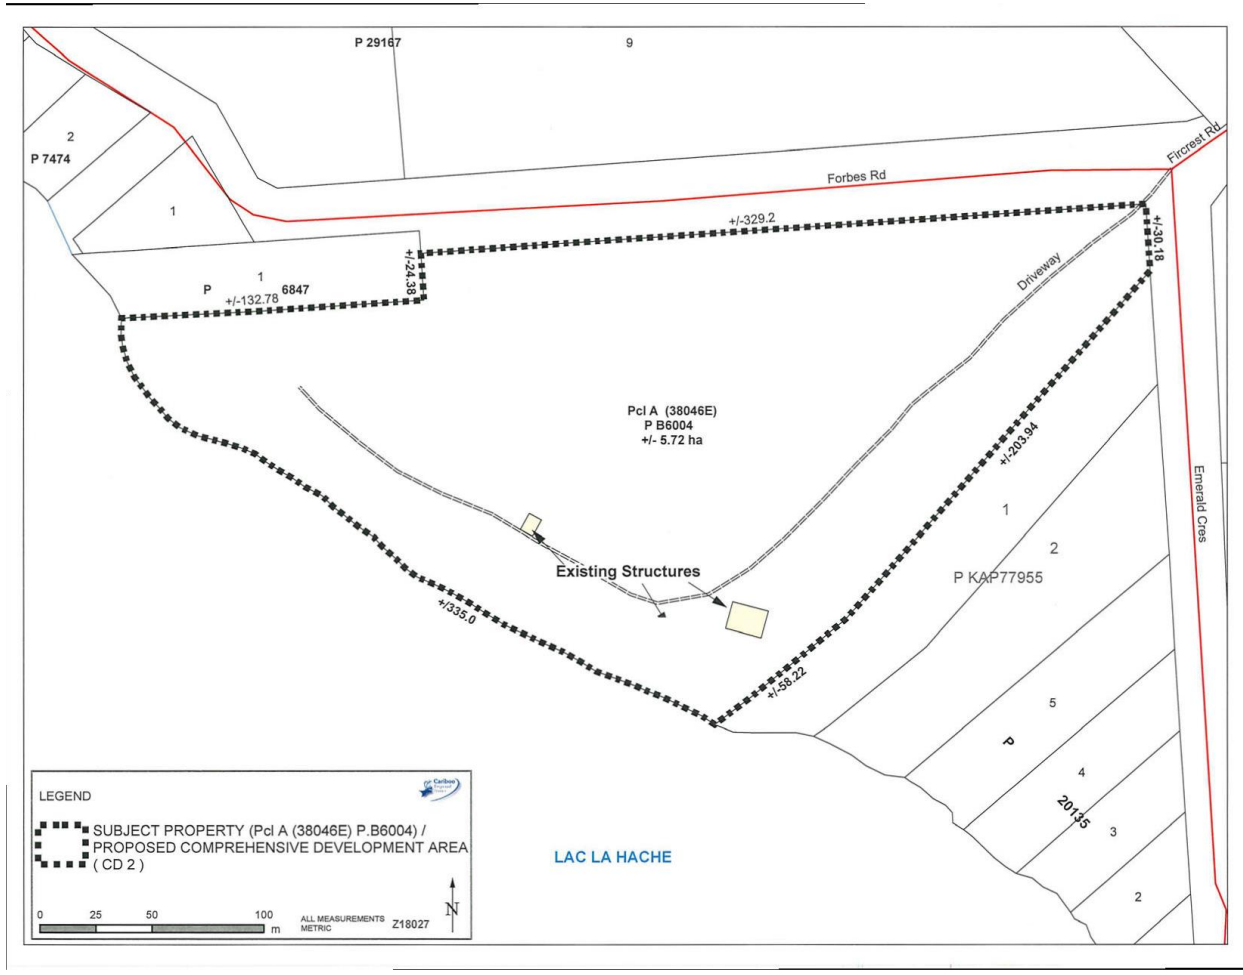 P 29167
9
2
P 7474
1
Fircrest Rd
Forbes Rd
+/-329.2
+/-30.18
+/-24.38
1
P 6847
+/-132.78
Driveway
Pcl A (38046E)
P B6004
+/- 5.72 ha
+/-203.94
Emerald Cres
1
2
P KAP77955
Existing Structures
+/335.0
+/-58.22
5
P
4
20135
3
2
LAC LA HACHE
LEGEND
Cariboo
SUBJECT PROPERTY (Pcl A (38046E) P.B6004) /
PROPOSED COMPREHENSIVE DEVELOPMENT AREA
( CD 2 )
0 25 50 100
m
ALL MEASUREMENTS
METRIC
Z18027
N